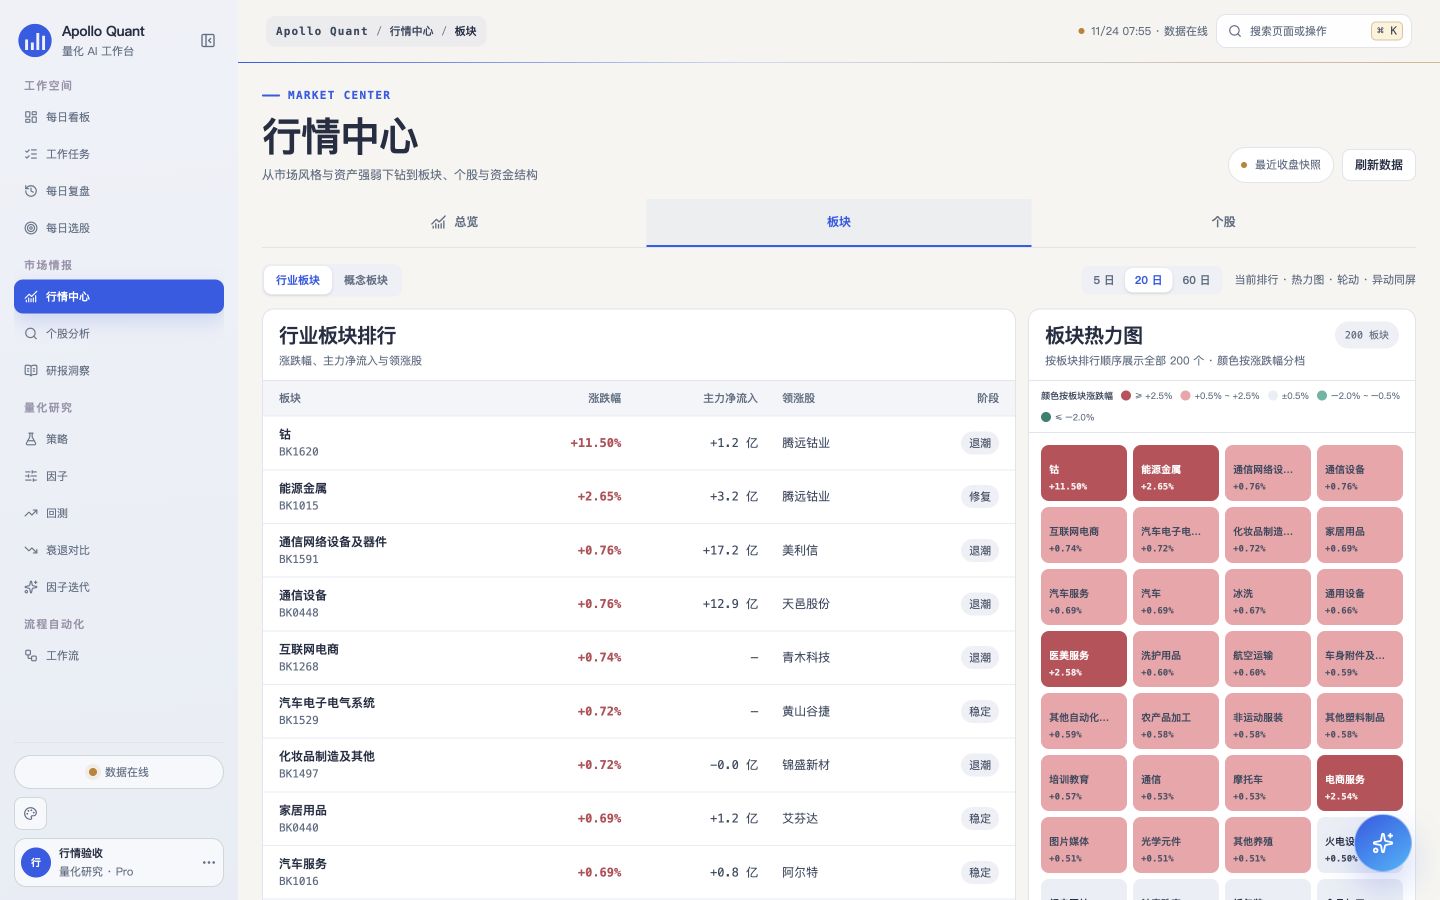 Apollo Quant
量化 AI 工作台
工作空间
每日看板
工作任务
每日复盘
每日选股
市场情报
行情中心
个股分析
研报洞察
量化研究
策略
因子
回测
衰退对比
因子迭代
流程自动化
工作流
数据在线
行
行情验收
量化研究 · Pro
Apollo Quant / 行情中心 / 板块
11/24 07:55 · 数据在线
搜索页面或操作
⌘ K
MARKET CENTER
行情中心
从市场风格与资产强弱下钻到板块、个股与资金结构
最近收盘快照
刷新数据
总览
板块
个股
行业板块
概念板块
5 日
20 日
60 日
当前排行 · 热力图 · 轮动 · 异动同屏
行业板块排行
涨跌幅、主力净流入与领涨股
板块 涨跌幅 主力净流入 领涨股 阶段
钴
BK1620
+11.50% +1.2 亿 腾远钴业 退潮
能源金属
BK1015
+2.65% +3.2 亿 腾远钴业 修复
通信网络设备及器件
BK1591
+0.76% +17.2 亿 美利信 退潮
通信设备
BK0448
+0.76% +12.9 亿 天邑股份 退潮
互联网电商
BK1268
+0.74% — 青木科技 退潮
汽车电子电气系统
BK1529
+0.72% — 黄山谷捷 稳定
化妆品制造及其他
BK1497
+0.72% −0.0 亿 锦盛新材 退潮
家居用品
BK0440
+0.69% +1.2 亿 艾芬达 稳定
汽车服务
BK1016
+0.69% +0.8 亿 阿尔特 稳定
板块热力图
200 板块
按板块排行顺序展示全部 200 个 · 颜色按涨跌幅分档
颜色按板块涨跌幅 ≥ +2.5% +0.5% ~ +2.5% ±0.5% −2.0% ~ −0.5%
≤ −2.0%
钴 能源金属 通信网络设… 通信设备
+11.50% +2.65% +0.76% +0.76%
互联网电商 汽车电子电… 化妆品制造… 家居用品
+0.74% +0.72% +0.72% +0.69%
汽车服务 汽车 冰洗 通用设备
+0.69% +0.69% +0.67% +0.66%
医美服务 洗护用品 航空运输 车身附件及…
+2.58% +0.60% +0.60% +0.59%
其他自动化… 农产品加工 非运动服装 其他塑料制品
+0.59% +0.58% +0.58% +0.58%
培训教育 通信 摩托车 电商服务
+0.57% +0.53% +0.53% +2.54%
图片媒体 光学元件 其他养殖 火电设
+0.51% +0.51% +0.51% +0.50%